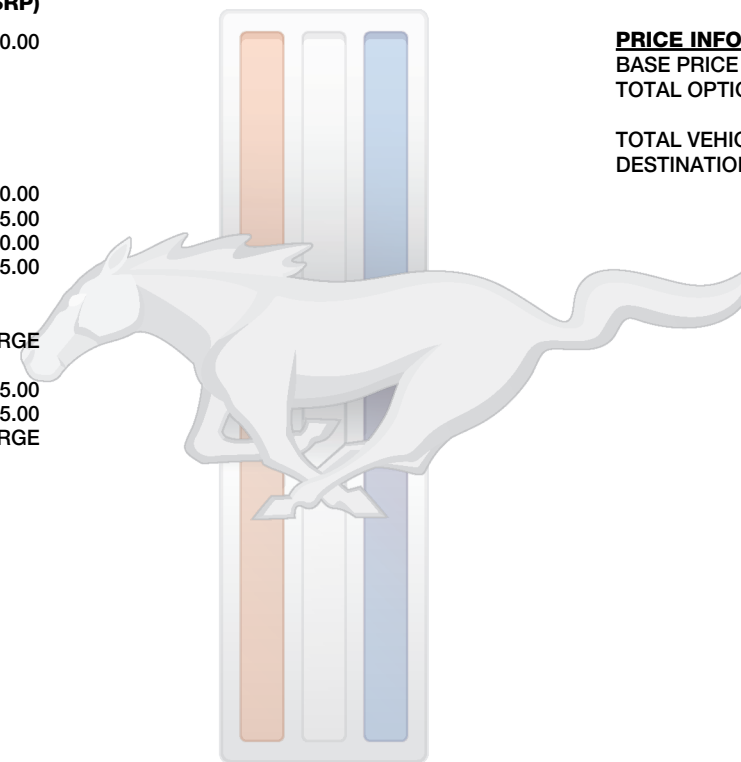 SRP)
0.00
0.00
5.00
0.00
5.00
RGE
5.00
5.00
RGE
PRICE INFO
BASE PRICE
TOTAL OPTIO
TOTAL VEHIC
DESTINATION